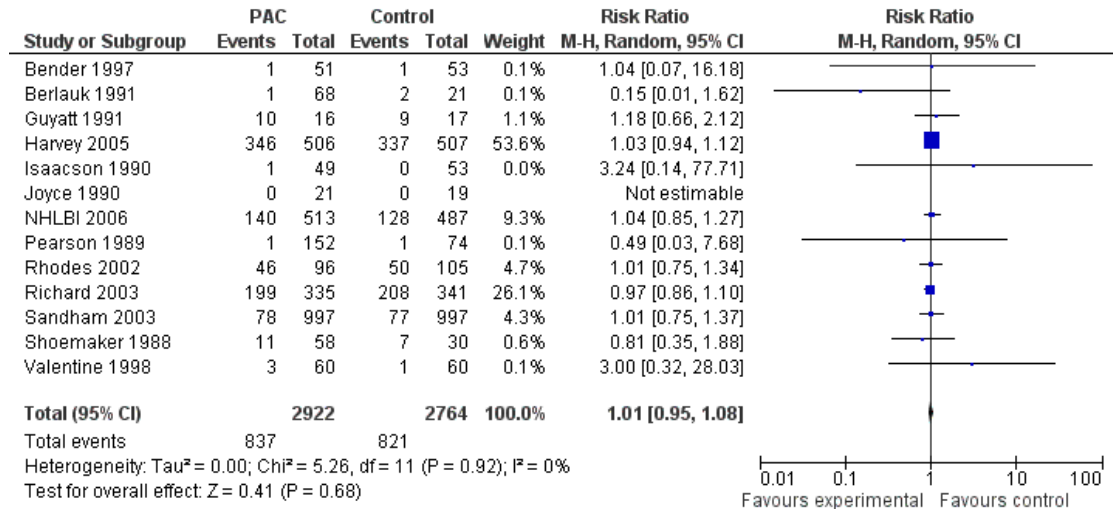 PAC Control Risk Ratio Risk Ratio
Study or Subgroup Events Total Events Total Weight M-H, Random, 95% CI M-H, Random, 95% CI
Bender 1997 1 51 1 53 0.1% 1.04 [0.07, 16.18]
Berlauk 1991 1 68 2 21 0.1% 0.15 [0.01, 1.62]
Guyatt 1991 10 16 9 17 1.1% 1.18 [0.66, 2.12]
Harvey 2005 346 506 337 507 53.6% 1.03 [0.94, 1.12]
Isaacson 1990 1 49 0 53 0.0% 3.24 [0.14, 77.71]
Joyce 1990 0 21 0 19 Not estimable
NHLBI 2006 140 513 128 487 9.3% 1.04 [0.85, 1.27]
Pearson 1989 1 152 1 74 0.1% 0.49 [0.03, 7.68]
Rhodes 2002 46 96 50 105 4.7% 1.01 [0.75, 1.34]
Richard 2003 199 335 208 341 26.1% 0.97 [0.86, 1.10]
Sandham 2003 78 997 77 997 4.3% 1.01 [0.75, 1.37]
Shoemaker 1988 11 58 7 30 0.6% 0.81 [0.35, 1.88]
Valentine 1998 3 60 1 60 0.1% 3.00 [0.32, 28.03]
Total (95% CI) 2922 2764 100.0% 1.01 [0.95, 1.08]
Total events 837 821
Heterogeneity: Tau² = 0.00; Chi² = 5.26, df = 11 (P = 0.92); I² = 0%
Test for overall effect: Z = 0.41 (P = 0.68)
0.01 0.1 1 10 100
Favours experimental Favours control